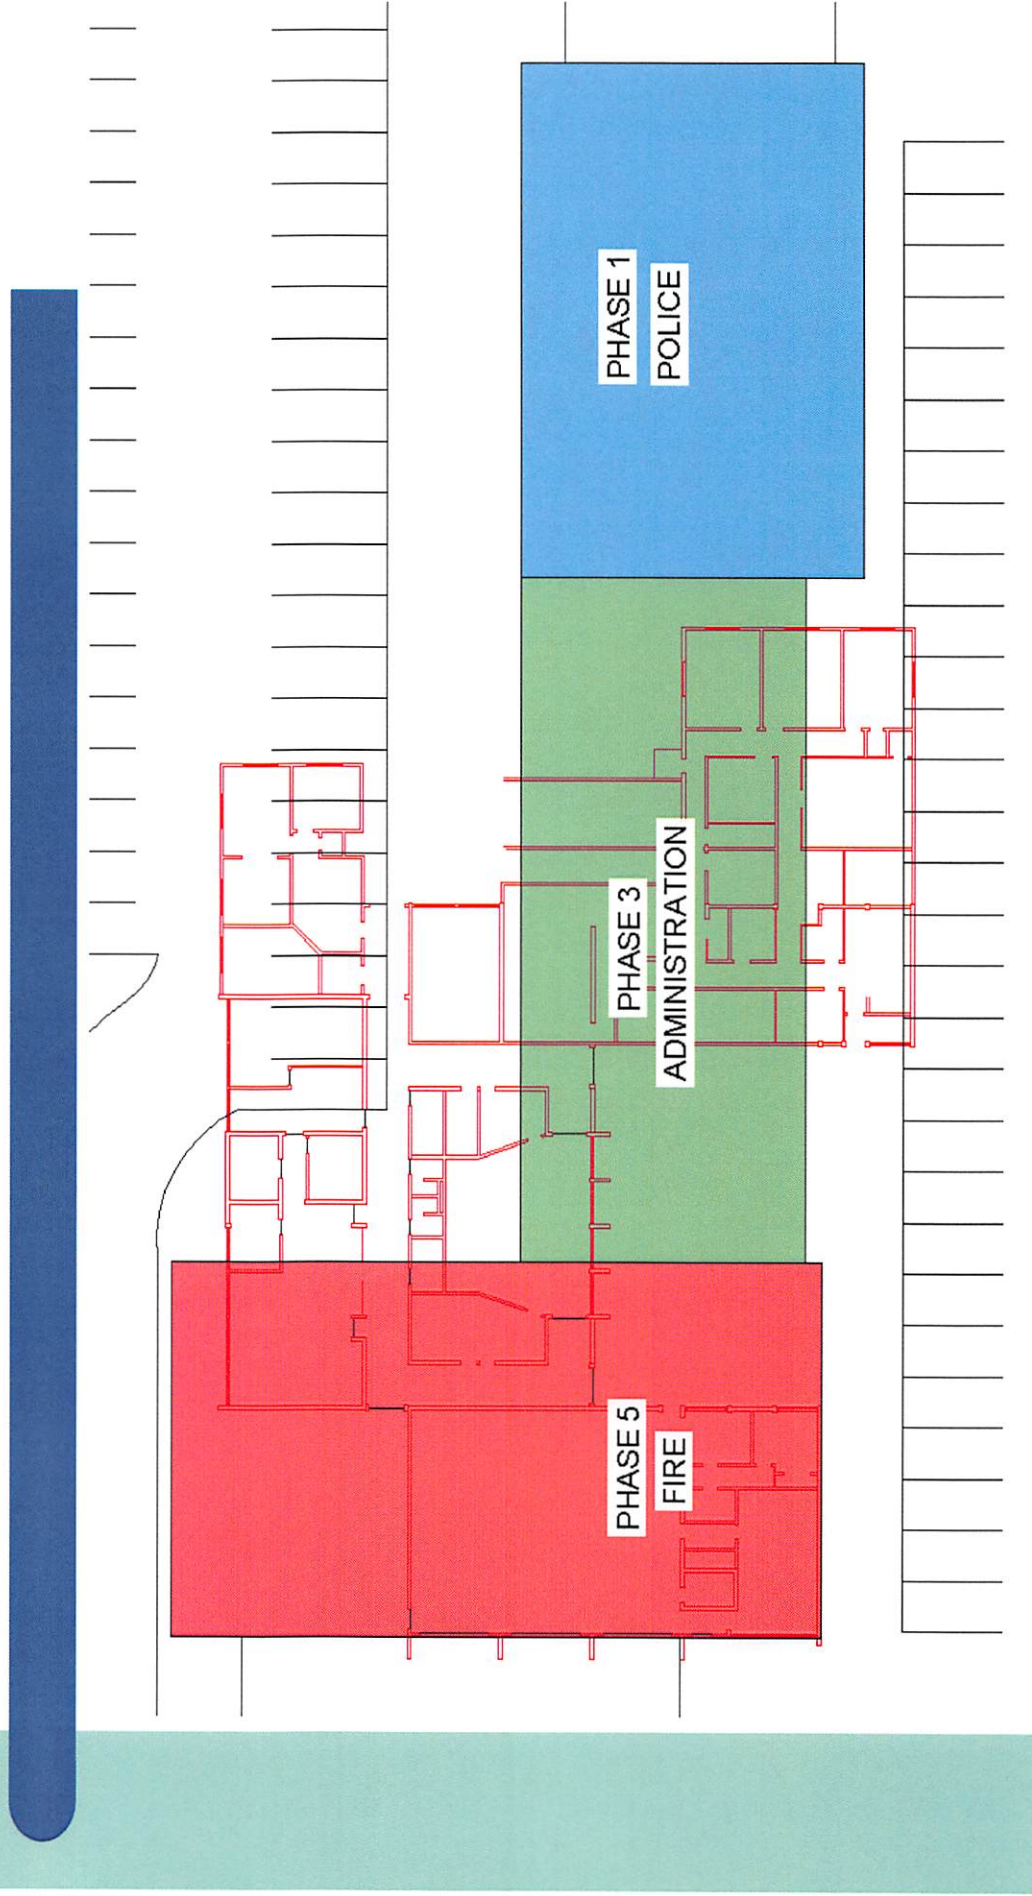 PHASE 5
FIRE
PHASE 3
ADMINISTRATION
PHASE 1
POLICE